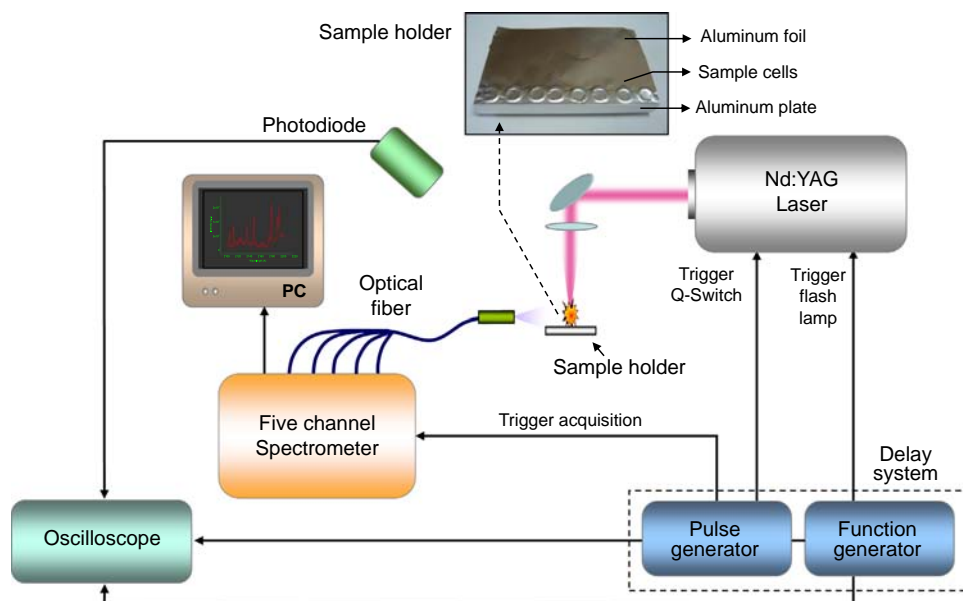 Sample holder
Aluminum foil
Sample cells
Aluminum plate
Photodiode
Nd:YAG
Laser
PC
Optical
fiber
Trigger
Q-Switch
Trigger
flash
lamp
Sample holder
Five channel
Spectrometer
Trigger acquisition
Delay
system
Oscilloscope
Pulse
generator
Function
generator